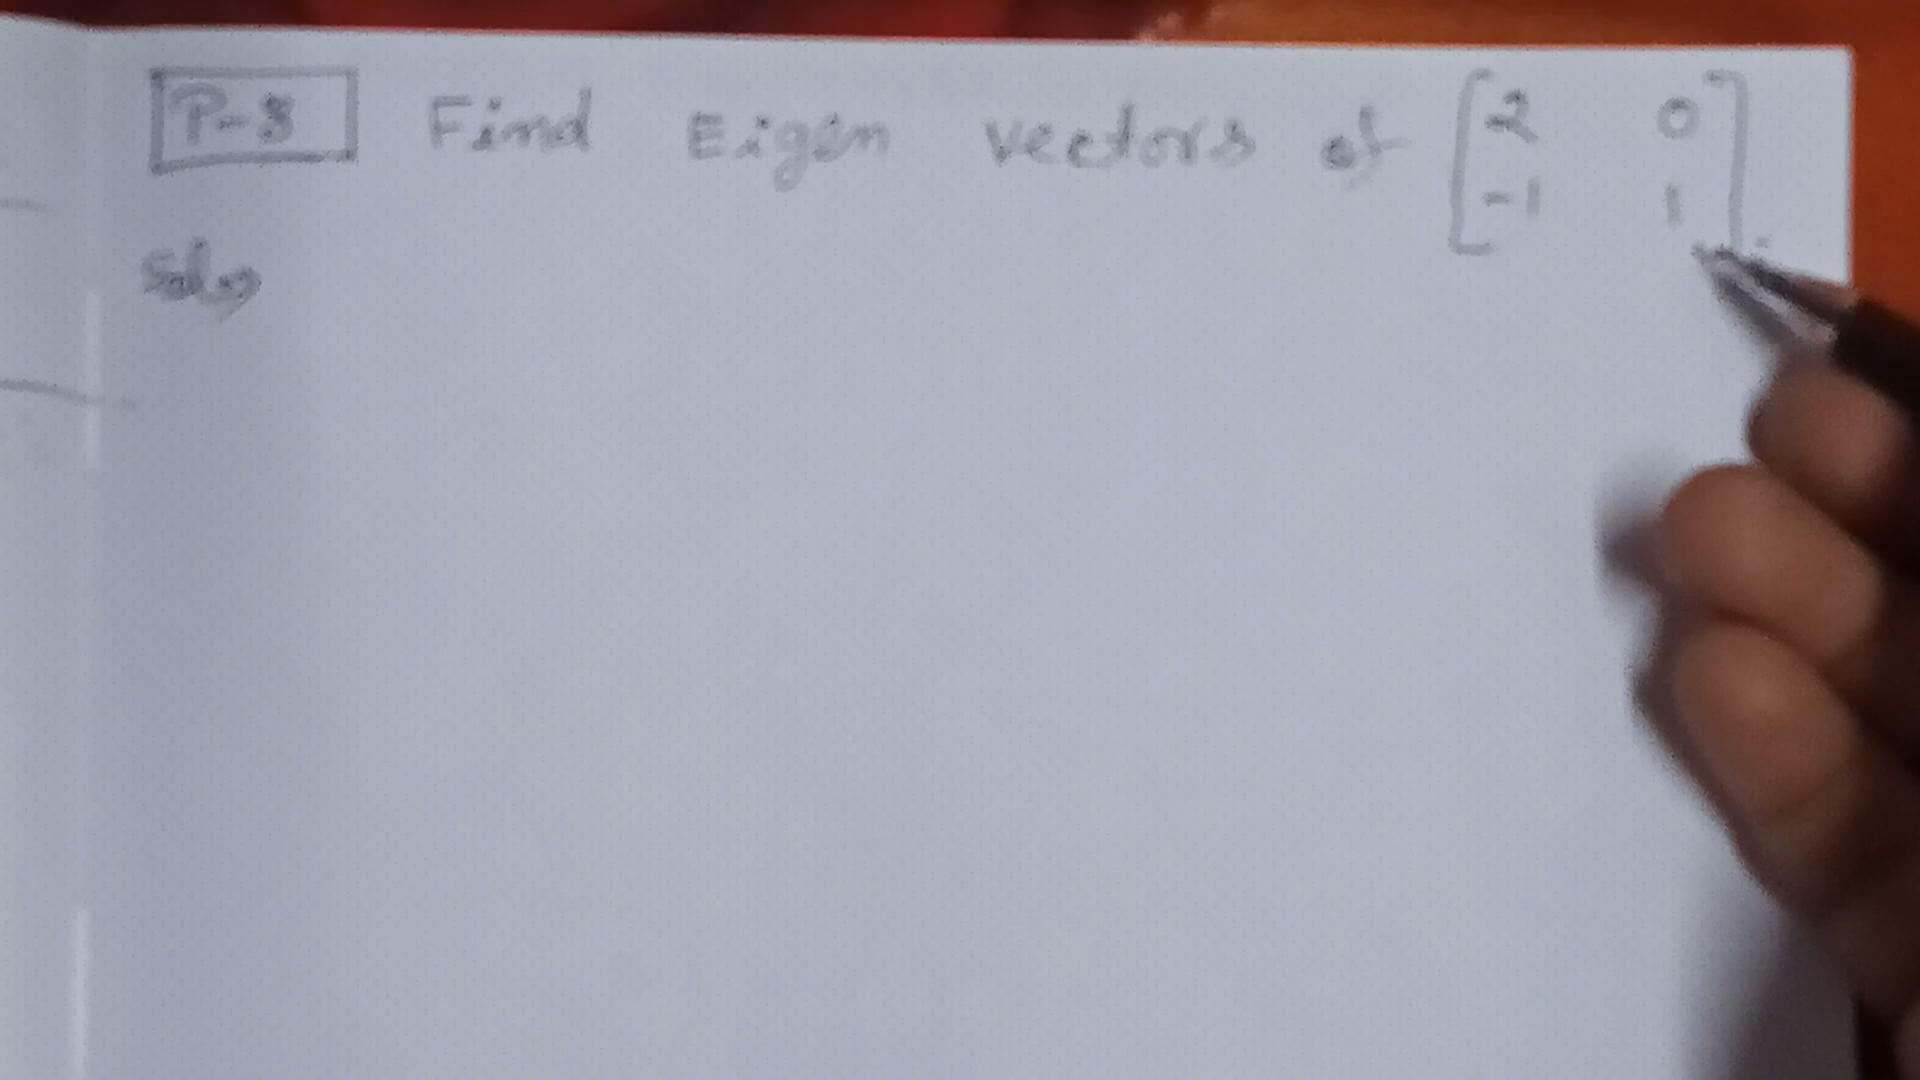 P-8 Find Eigen vectors of [2 0
-1 1].
Sol